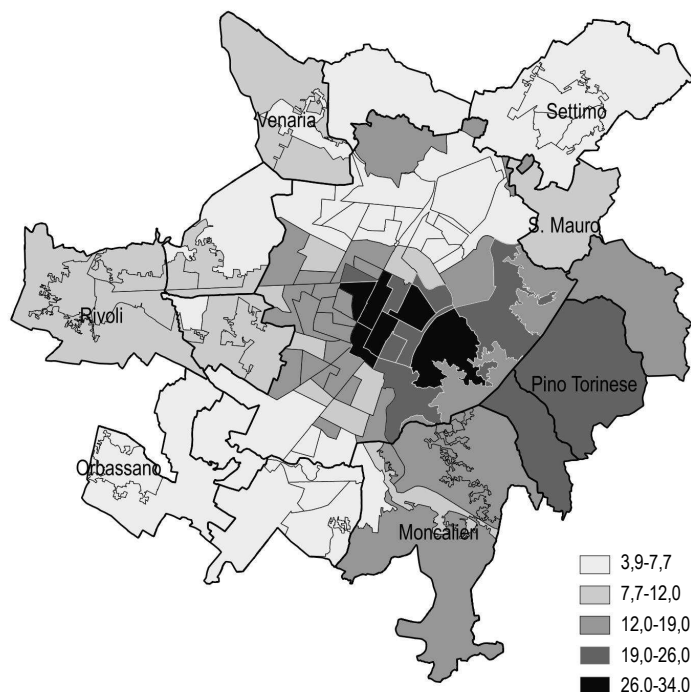 Venaria
Settimo
S. Mauro
Rivoli
Pino Torinese
Orbassano
Moncalieri
3,9-7,7
7,7-12,0
12,0-19,0
19,0-26,0
26,0-34,0